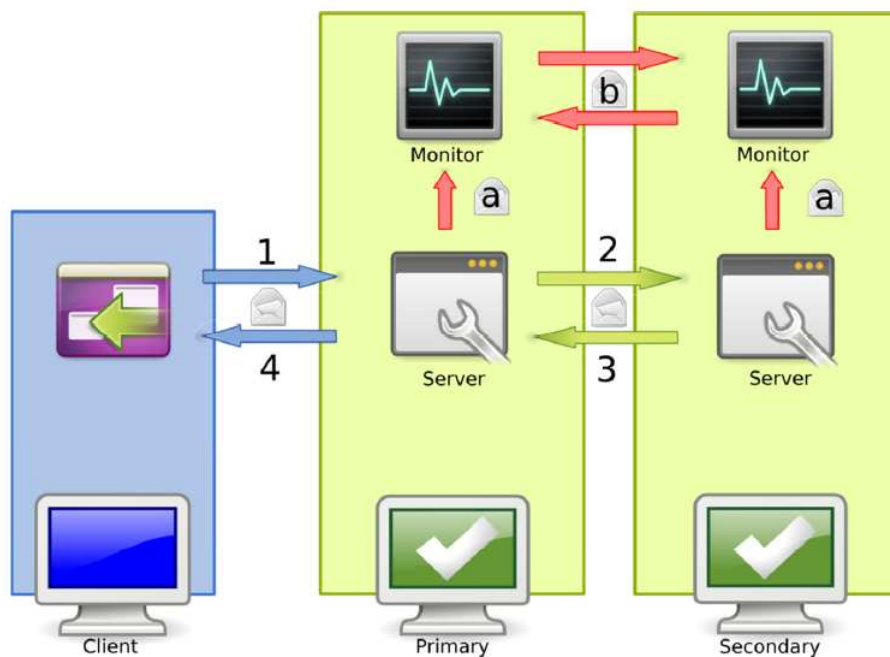 b
Monitor
Monitor
a
a
1
2
4
Server
3
Server
Client
Primary
Secondary